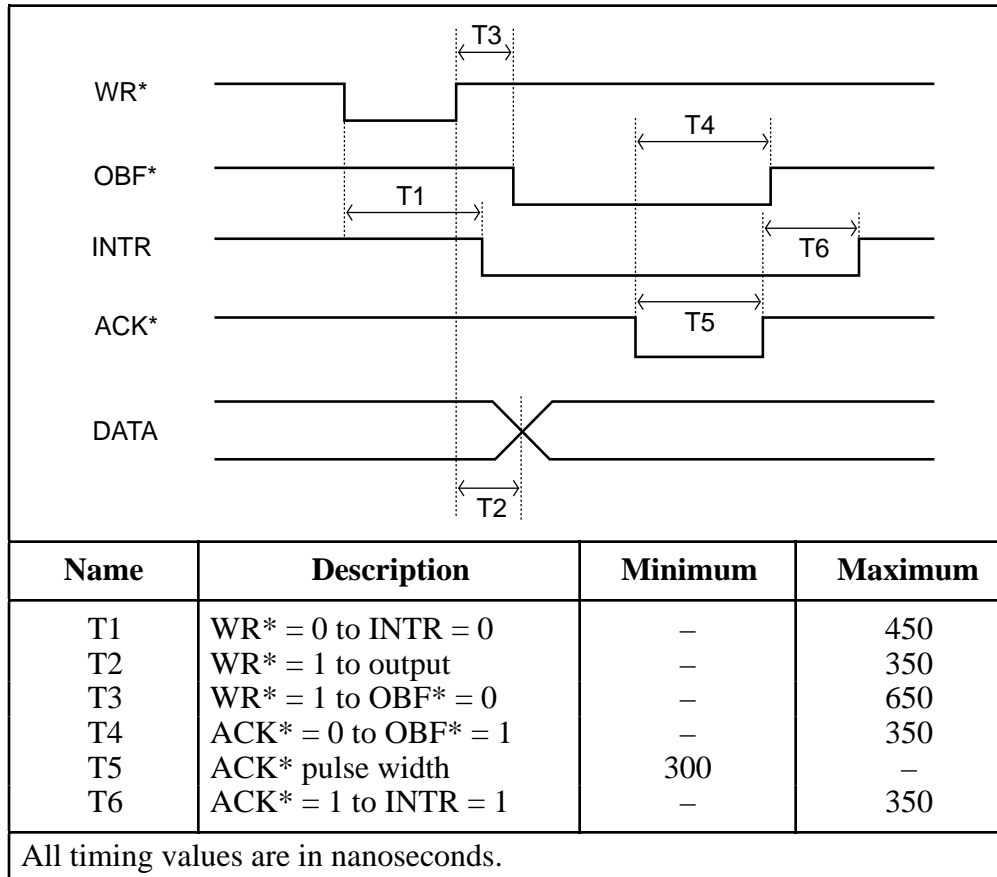 T3
WR*
T4
OBF*
T1
INTR
T6
ACK*
T5
DATA
T2
Name Description Minimum Maximum
T1 WR* = 0 to INTR = 0 – 450
T2 WR* = 1 to output – 350
T3 WR* = 1 to OBF* = 0 – 650
T4 ACK* = 0 to OBF* = 1 – 350
T5 ACK* pulse width 300 –
T6 ACK* = 1 to INTR = 1 – 350
All timing values are in nanoseconds.